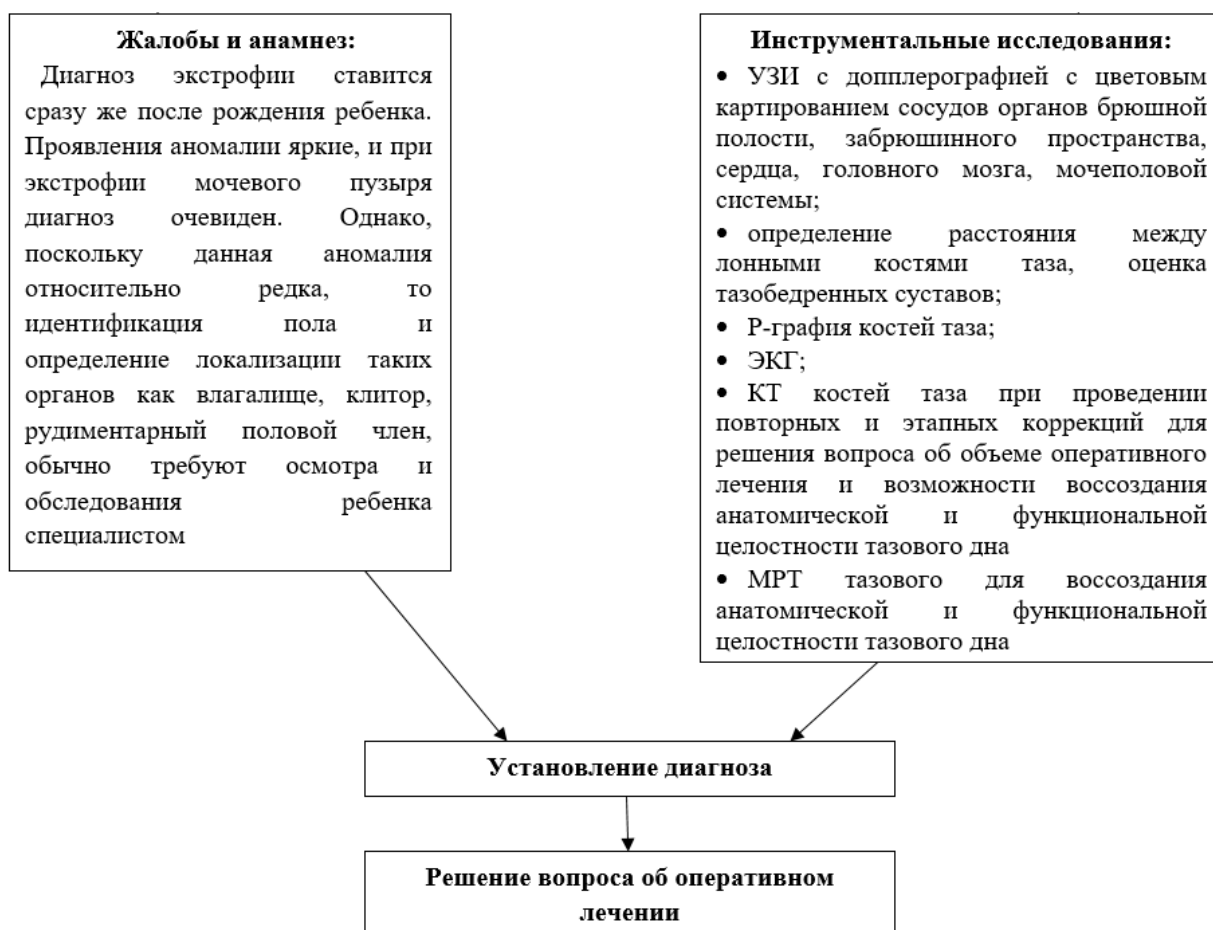 Жалобы и анамнез:
Диагноз экстрофии ставится
сразу же после рождения ребенка.
Проявления аномалии яркие, и при
экстрофии мочевого пузыря
диагноз очевиден. Однако,
поскольку данная аномалия
относительно редка, то
идентификация пола и
определение локализации таких
органов как влагалище, клитор,
рудиментарный половой член,
обычно требуют осмотра и
обследования ребенка
специалистом
Инструментальные исследования:
• УЗИ с допплерографией с цветовым
картированием сосудов органов брюшной
полости, забрюшинного пространства,
сердца, головного мозга, мочеполовой
системы;
• определение расстояния между
лонными костями таза, оценка
тазобедренных суставов;
• Р-графия костей таза;
• ЭКГ;
• КТ костей таза при проведении
повторных и этапных коррекций для
решения вопроса об объеме оперативного
лечения и возможности воссоздания
анатомической и функциональной
целостности тазового дна
• МРТ тазового для воссоздания
анатомической и функциональной
целостности тазового дна
Установление диагноза
Решение вопроса об оперативном
лечении